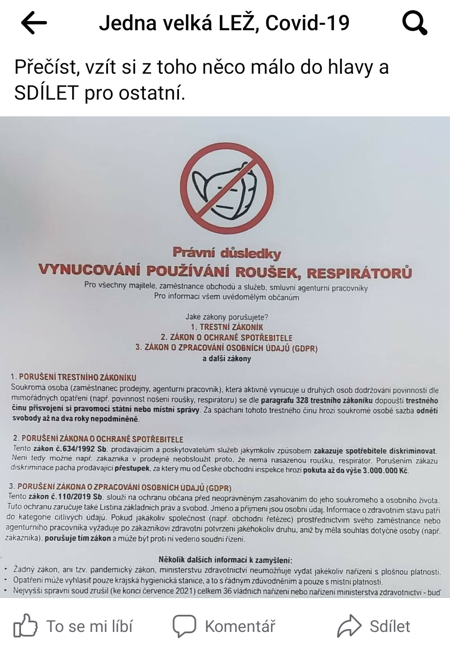 Jedna velká LEŽ, Covid-19
Přečíst, vzít si z toho něco málo do hlavy a
SDÍLET pro ostatní.
Právní důsledky
VYNUCOVÁNÍ POUŽÍVÁNÍ ROUŠEK, RESPIRÁTORŮ
Pro všechny majitele, zaměstnance obchodů a služeb, smluvní agenturní pracovníky
Pro informaci všem uvědomělým občanům
Jaké zákony porušujete?
1. TRESTNÍ ZÁKONÍK
2. ZÁKON O OCHRANĚ SPOTŘEBITELE
3. ZÁKON O ZPRACOVÁNÍ OSOBNÍCH ÚDAJŮ (GDPR)
a další zákony
1. PORUŠENÍ TRESTNÍHO ZÁKONÍKU
Soukromá osoba (zaměstnanec prodejny, agenturní pracovník), která aktivně vynucuje u druhých osob dodržování povinností dle
mimořádných opatření (např. povinnost nošení roušky, respirátoru) se dle paragrafu 328 trestního zákoníku dopouští trestného
činu přisvojení si pravomoci státní nebo místní správy. Za spáchání tohoto trestného činu hrozí soukromé osobě sazba odnětí
svobody až na dva roky nepodmíněně.
2. PORUŠENÍ ZÁKONA O OCHRANĚ SPOTŘEBITELE
Tento zákon č.634/1992 Sb. prodávajícím a poskytovatelům služeb jakýmkoliv způsobem zakazuje spotřebitele diskriminovat.
Není tedy možné např. zákazníka v prodejně neobsloužit proto, že nemá nasazenou roušku, respirátor. Porušením zákazu
diskriminace páchá prodávající přestupek, za který mu od České obchodní inspekce hrozí pokuta až do výše 3.000.000 Kč.
3. PORUŠENÍ ZÁKONA O ZPRACOVÁNÍ OSOBNÍCH ÚDAJŮ (GDPR)
Tento zákon č.110/2019 Sb. slouží na ochranu občana před neoprávněným zasahováním do jeho soukromého a osobního života.
Tuto ochranu zaručuje také Listina základních práv a svobod. Jméno a příjmení jsou osobní údaj. Informace o zdravotním stavu patří
do kategorie citlivých údajů. Pokud jakákoliv společnost (např. obchodní řetězec) prostřednictvím svého zaměstnance nebo
agenturního pracovníka vyžaduje po zákazníkovi zdravotní potvrzení jakéhokoliv druhu, aniž by měla souhlas dotyčné osoby (např.
zákazníka), porušuje tím zákon a může být proti ní vedeno soudní řízení.
Několik dalších informací k zamyšlení:
• Žádný zákon, ani tzv. pandemický zákon, ministerstvu zdravotnictví neumožňuje vydat jakékoliv nařízení s plošnou platností.
• Opatření může vyhlásit pouze krajská hygienická stanice, a to s řádným zdůvodněním a pouze s místní platností.
• Nejvyšší správní soud zrušil (ke konci července 2021) celkem 36 vládních nařízení nebo nařízení ministerstva zdravotnictví - buď
To se mi líbí
Komentář
Sdílet